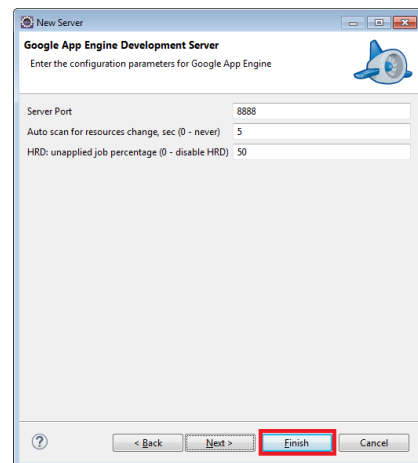 New Server
Google App Engine Development Server
Enter the configuration parameters for Google App Engine
Server Port 8888
Auto scan for resources change, sec (0 - never) 5
HRD: unapplied job percentage (0 - disable HRD) 50
? < Back Next > Finish Cancel